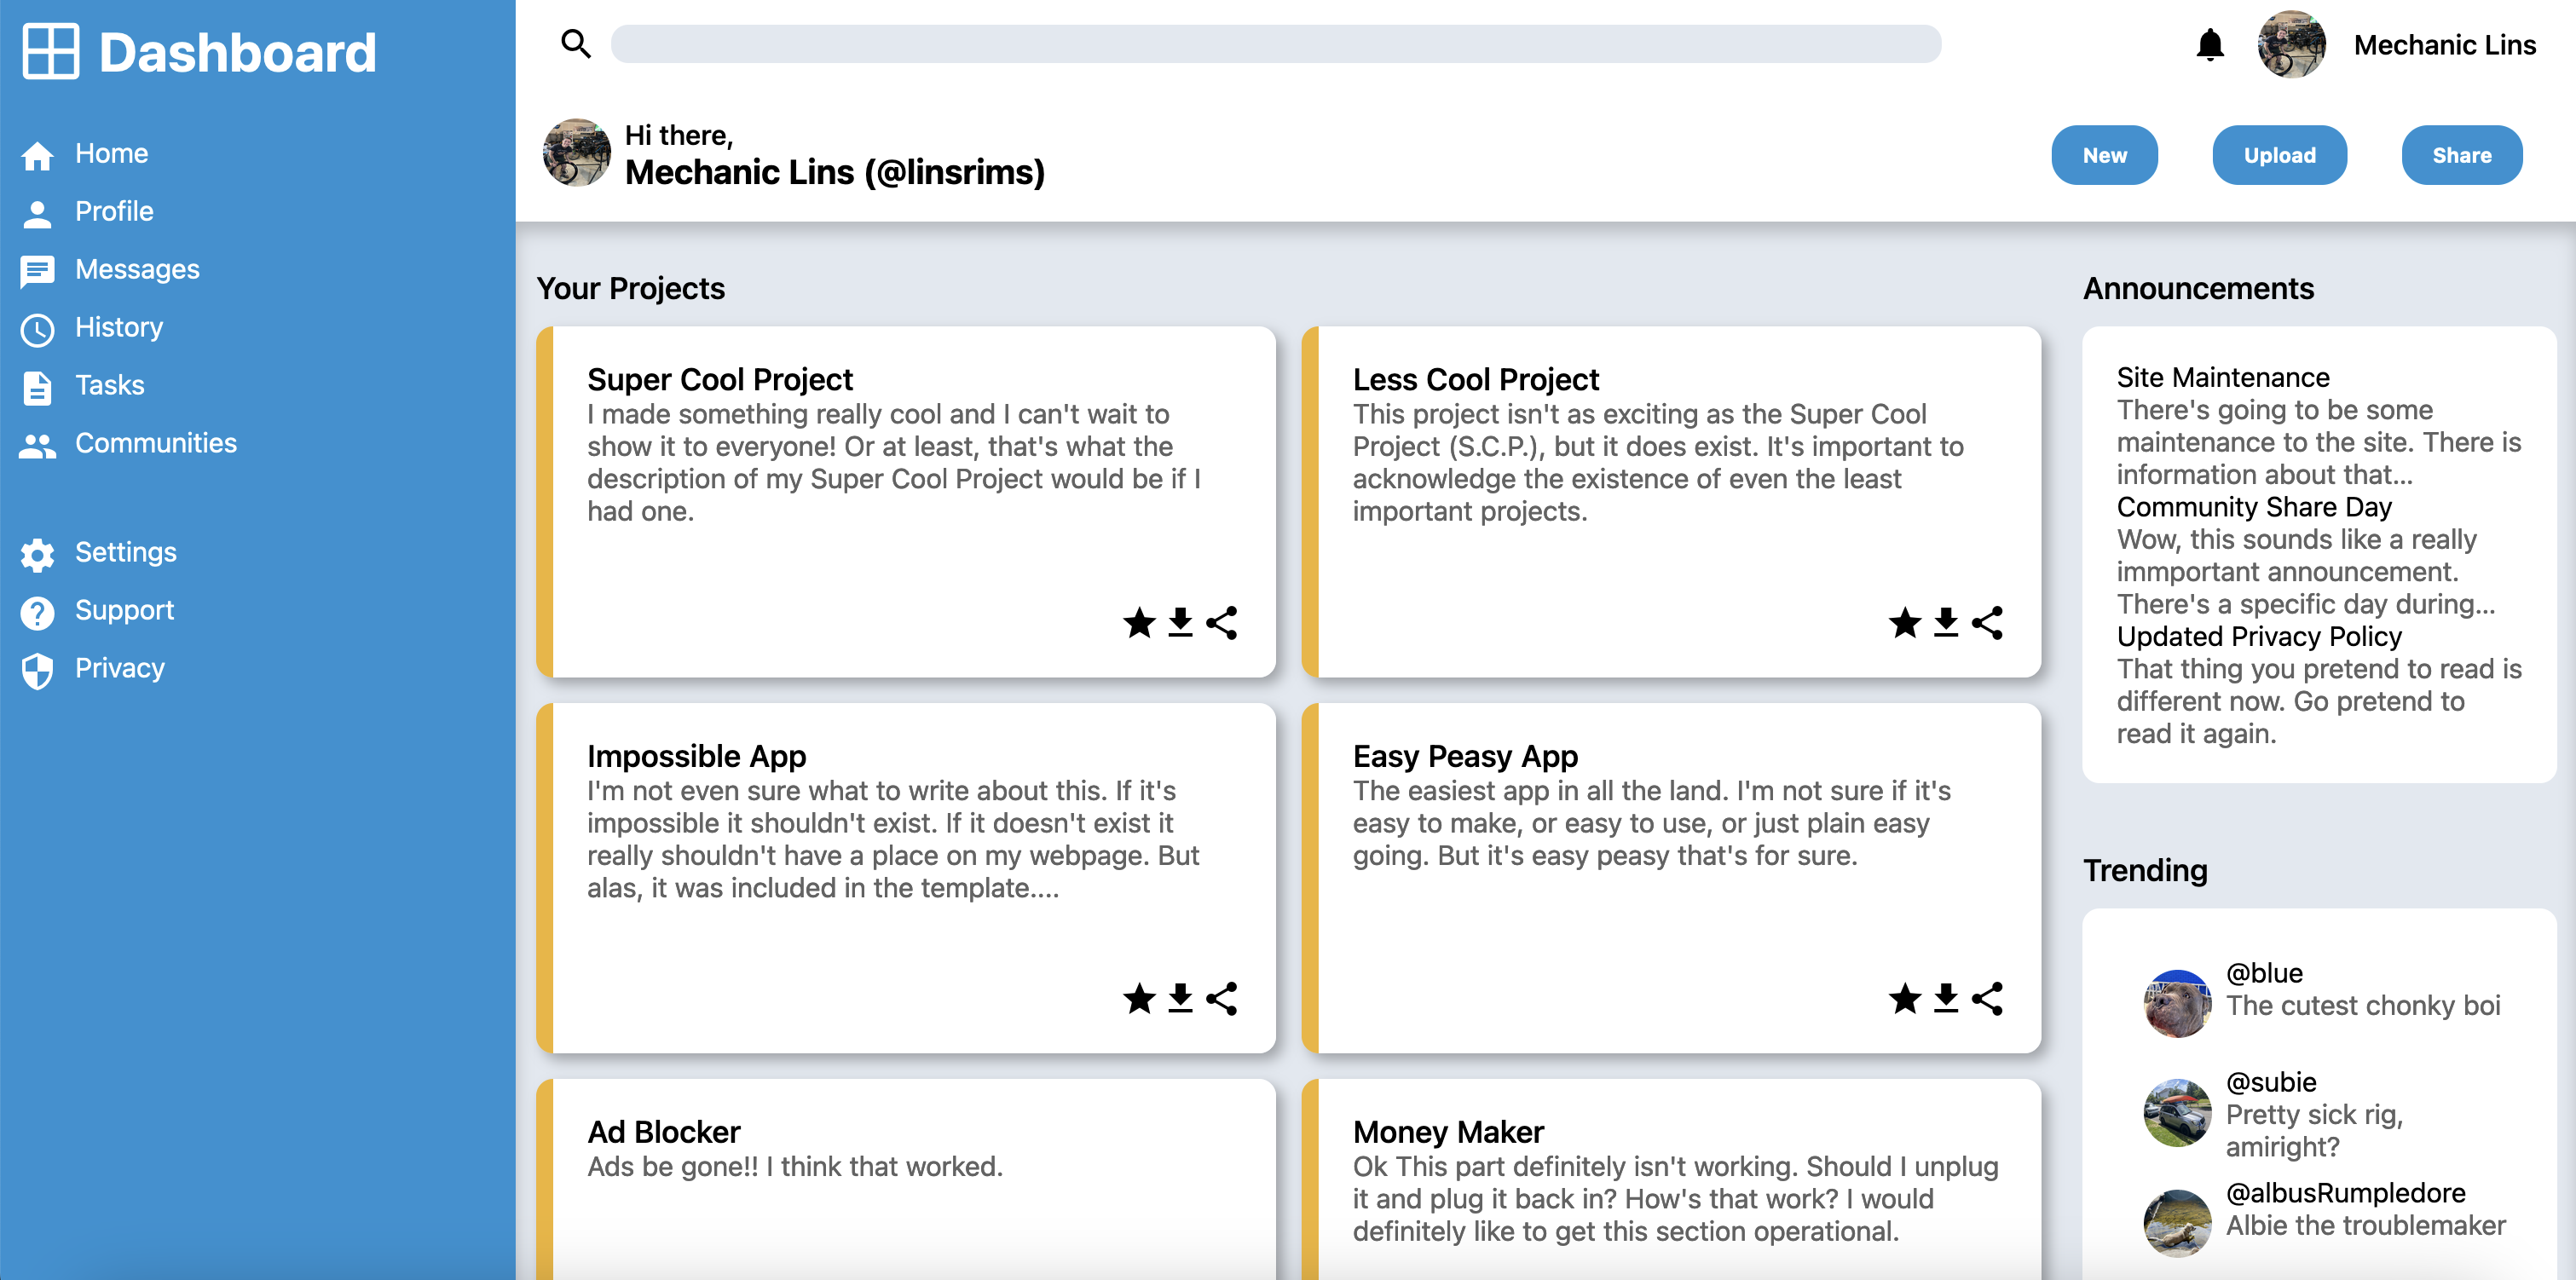 Dashboard
Home
Profile
Messages
History
Tasks
Communities
Settings
Support
Privacy
Mechanic Lins
Hi there,
Mechanic Lins (@linsrims)
New
Upload
Share
Your Projects
Super Cool Project
I made something really cool and I can't wait to
show it to everyone! Or at least, that's what the
description of my Super Cool Project would be if I
had one.
Less Cool Project
This project isn't as exciting as the Super Cool
Project (S.C.P.), but it does exist. It's important to
acknowledge the existence of even the least
important projects.
Impossible App
I'm not even sure what to write about this. If it's
impossible it shouldn't exist. If it doesn't exist it
really shouldn't have a place on my webpage. But
alas, it was included in the template....
Easy Peasy App
The easiest app in all the land. I'm not sure if it's
easy to make, or easy to use, or just plain easy
going. But it's easy peasy that's for sure.
Ad Blocker
Ads be gone!! I think that worked.
Money Maker
Ok This part definitely isn't working. Should I unplug
it and plug it back in? How's that work? I would
definitely like to get this section operational.
Announcements
Site Maintenance
There's going to be some
maintenance to the site. There is
information about that...
Community Share Day
Wow, this sounds like a really
immportant announcement.
There's a specific day during...
Updated Privacy Policy
That thing you pretend to read is
different now. Go pretend to
read it again.
Trending
@blue
The cutest chonky boi
@subie
Pretty sick rig,
amiright?
@albusRumpledore
Albie the troublemaker